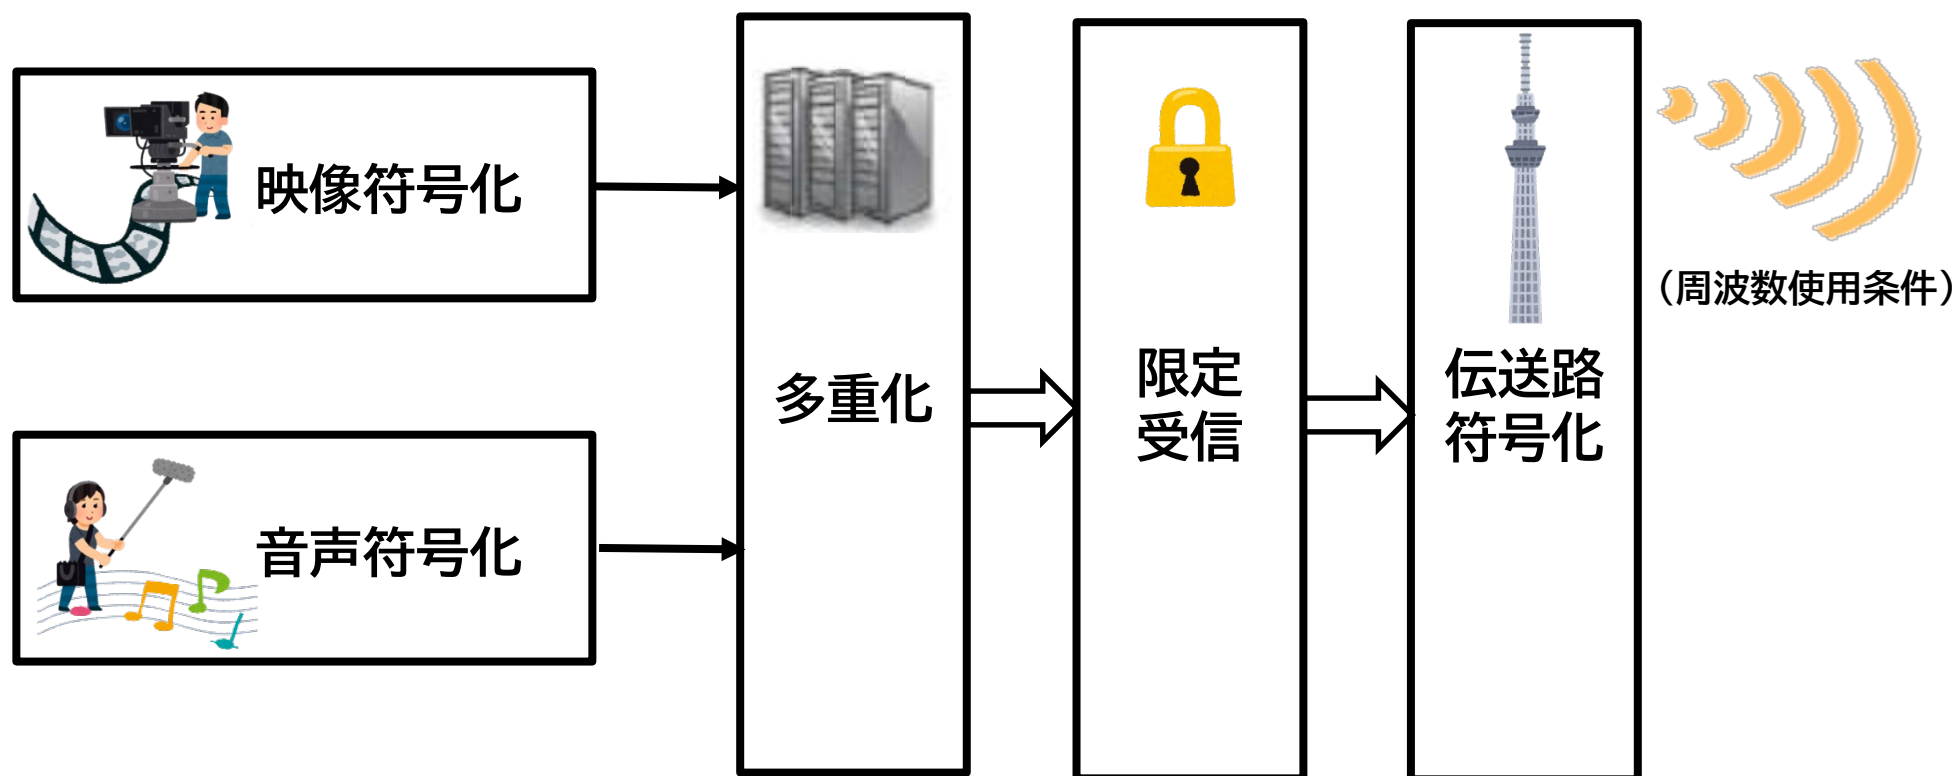 映像符号化
音声符号化
多重化
限定
受信
伝送路
符号化
（周波数使用条件）